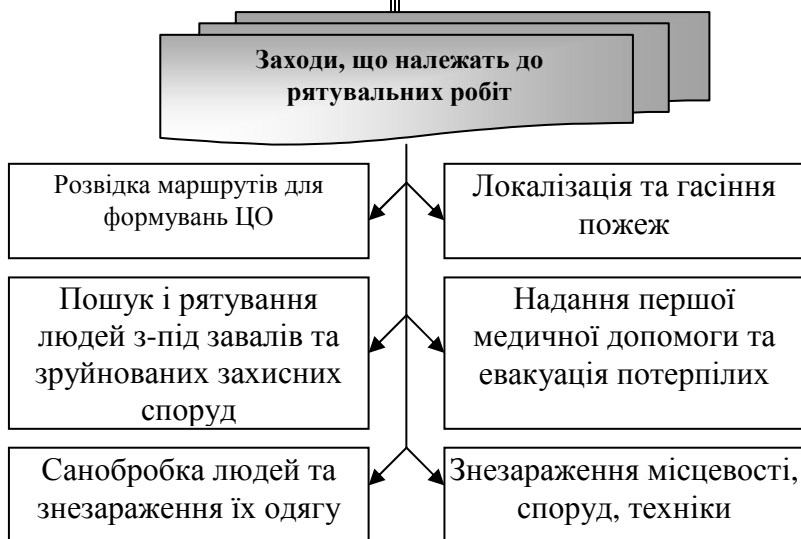 Заходи, що належать до
рятувальних робіт
Розвідка маршрутів для
формувань ЦО
Локалізація та гасіння
пожеж
Пошук і рятування
людей з-під завалів та
зруйнованих захисних
споруд
Надання першої
медичної допомоги та
евакуація потерпілих
Санобробка людей та
знезараження їх одягу
Знезараження місцевості,
споруд, техніки